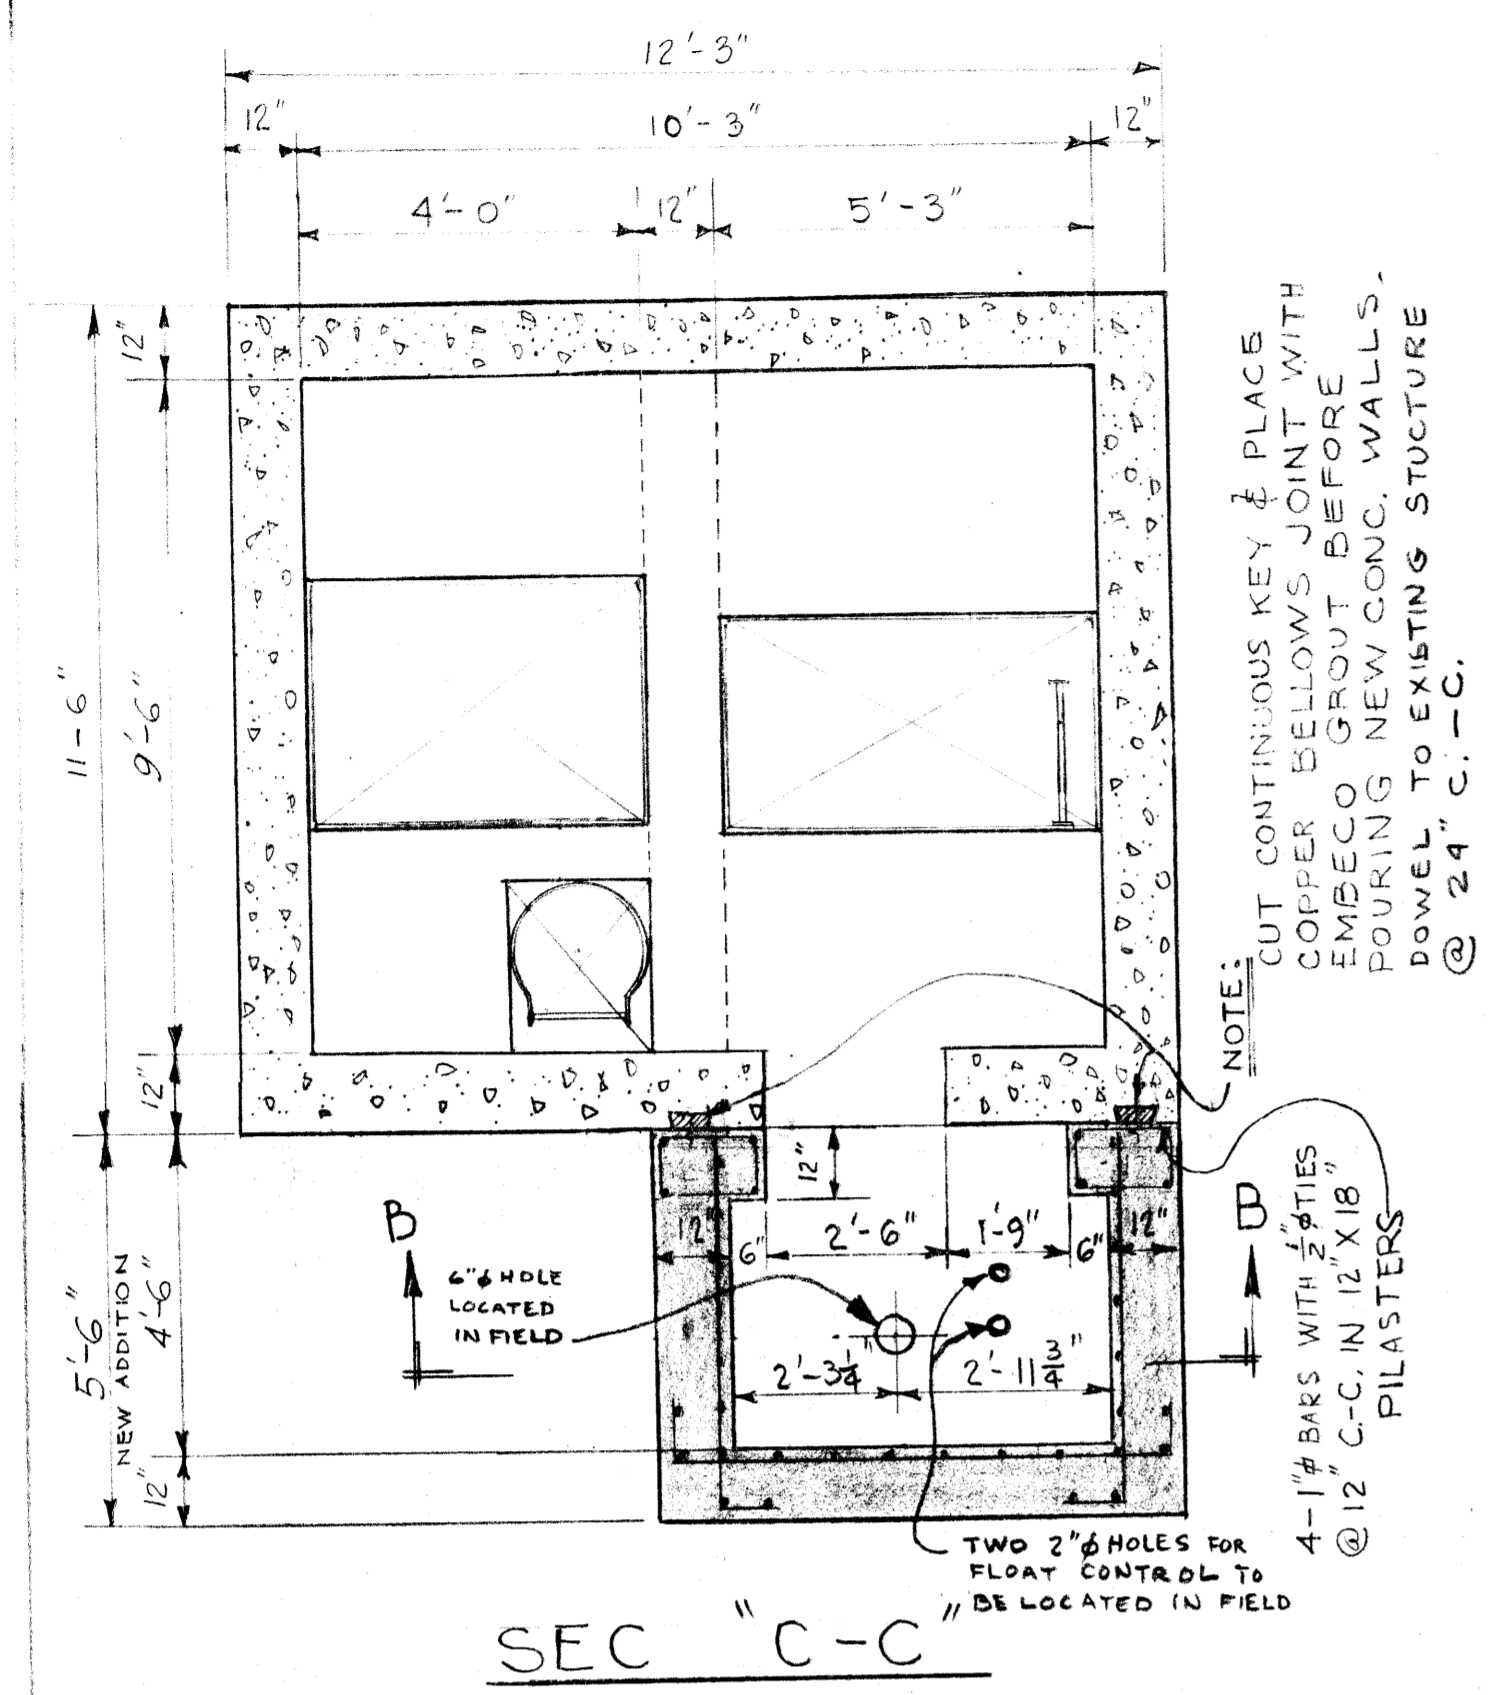 12'-3"
12"
10'-3"
12"
4'-0"
12"
5'-3"
12"
11-6"
9'-6"
12"
NOTE:
CUT CONTINUOUS KEY & PLACE
COPPER BELLOWS JOINT WITH
EMBECO GROUT BEFORE
POURING NEW CONC. WALLS.
DOWEL TO EXISTING STUCTURE
@ 24" C.-C.
12"
B
B
12"
6"
2'-6"
1'-9"
6"
12"
6"φ HOLE
LOCATED
IN FIELD
5'-6"
NEW ADDITION
4'-6"
12"
2'-3¼"
2'-11¾"
4-1"φ BARS WITH ½"φ TIES
@ 12" C.-C. IN 12" X 18"
PILASTERS
TWO 2"φ HOLES FOR
FLOAT CONTROL TO
BE LOCATED IN FIELD
SEC "C-C"